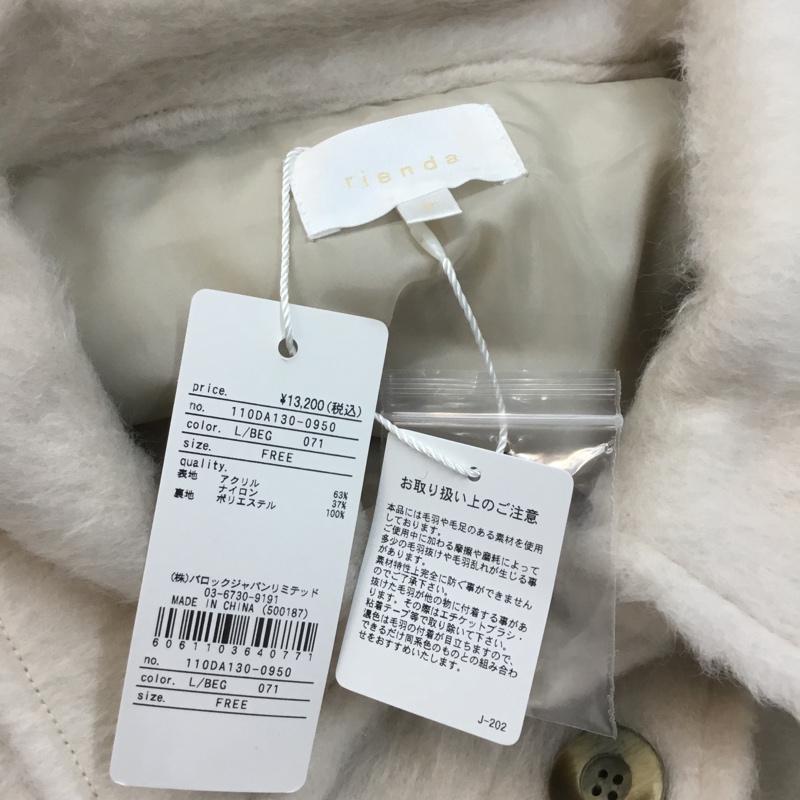 rienda
price.
¥13,200(税込)
no. 110DA130-0950
color. L/BEG 071
size. FREE
quality.
表地 アクリル 63%
ナイロン 37%
裏地 ポリエステル 100%
(株)バロックジャパンリミテッド
03-6730-9191
MADE IN CHINA (500187)
6061103640771
no. 110DA130-0950
color. L/BEG 071
size. FREE
お取り扱い上のご注意
本品には毛羽や毛足のある素材を使用
しております。
ご使用中に加わる摩擦や磨耗によって
多少の毛羽抜けや毛羽乱れが生じる事
素材特性上完全に防ぐ事ができません
のでご了承下さい。
抜けた毛羽が他の物に付着する事があ
ります。その際はエチケットブラシ・
粘着テープ等で取り除いて下さい。
濃色は毛羽の付着が目立ちますので、
できるだけ同系色のものとの組み合わ
せをおすすめいたします。
J-202